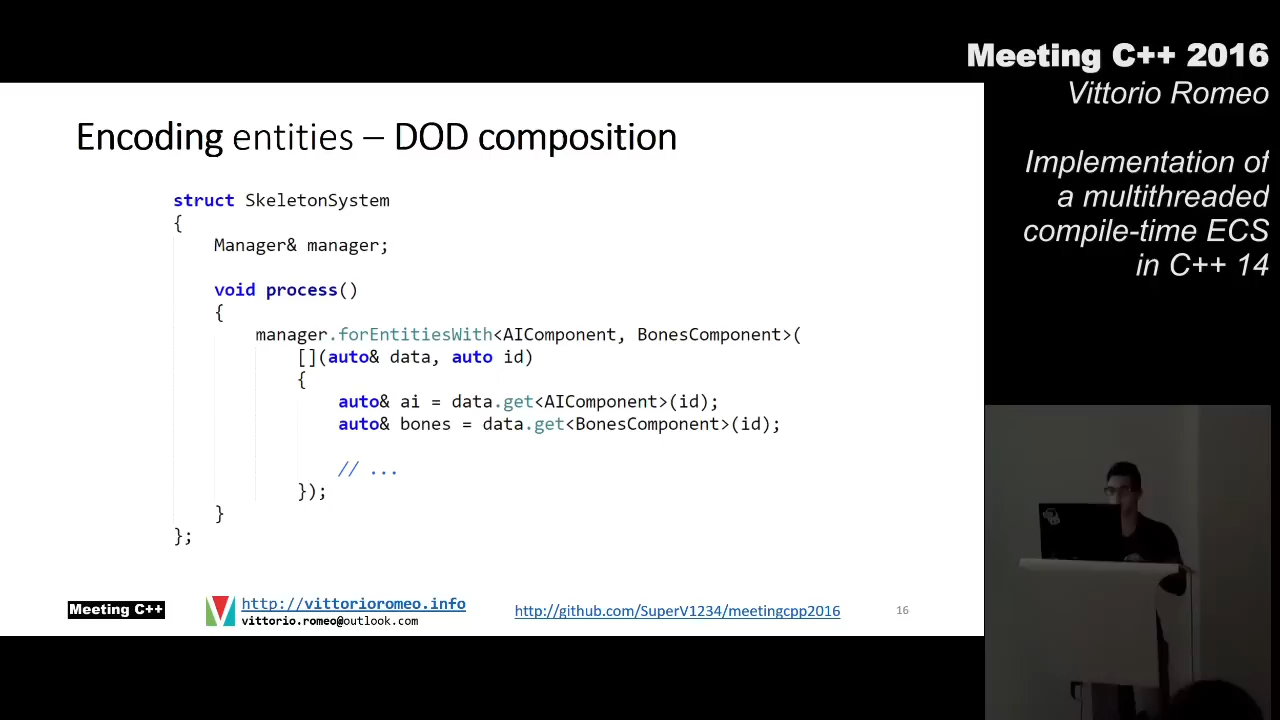 Meeting C++ 2016
Vittorio Romeo
Implementation of
a multithreaded
compile-time ECS
in C++ 14
Encoding entities – DOD composition
struct SkeletonSystem
{
Manager& manager;
void process()
{
manager.forEntitiesWith<AIComponent, BonesComponent>(
[](auto& data, auto id)
{
auto& ai = data.get<AIComponent>(id);
auto& bones = data.get<BonesComponent>(id);
// ...
});
}
};
Meeting C++
http://vittorioromeo.info
vittorio.romeo@outlook.com
http://github.com/SuperV1234/meetingcpp2016
16